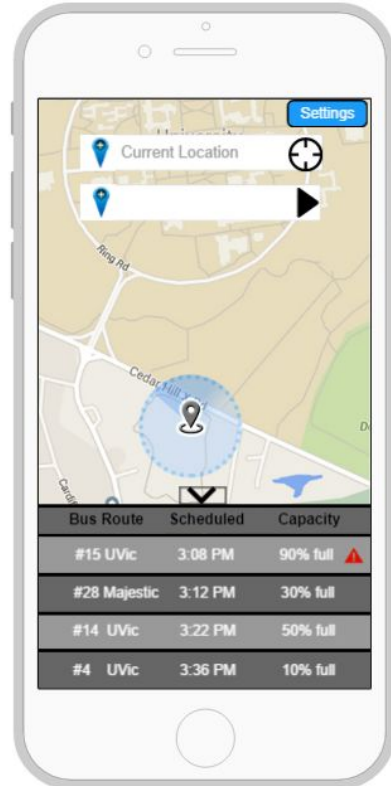 Settings
University
Current Location
Ring Rd
Cedar Hill X Rd
Bus Route Scheduled Capacity
#15 UVic 3:08 PM 90% full
#28 Majestic 3:12 PM 30% full
#14 UVic 3:22 PM 50% full
#4 UVic 3:36 PM 10% full